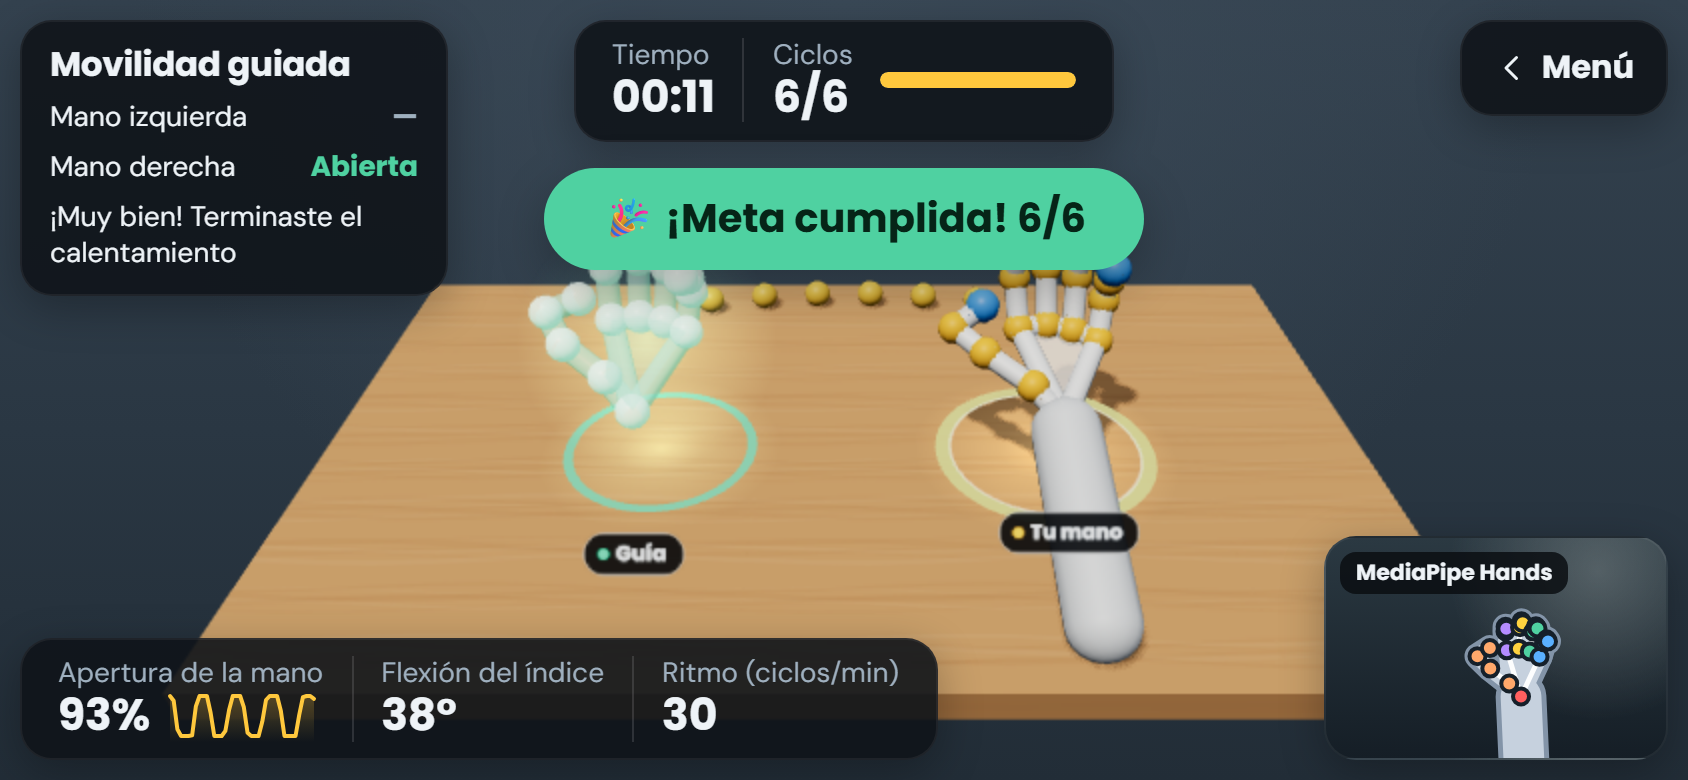 Movilidad guiada
Mano izquierda –
Mano derecha Abierta
¡Muy bien! Terminaste el
calentamiento
Tiempo
00:11
Ciclos
6/6
Menú
🎉 ¡Meta cumplida! 6/6
Guía
Tu mano
MediaPipe Hands
Apertura de la mano
93%
Flexión del índice
38°
Ritmo (ciclos/min)
30